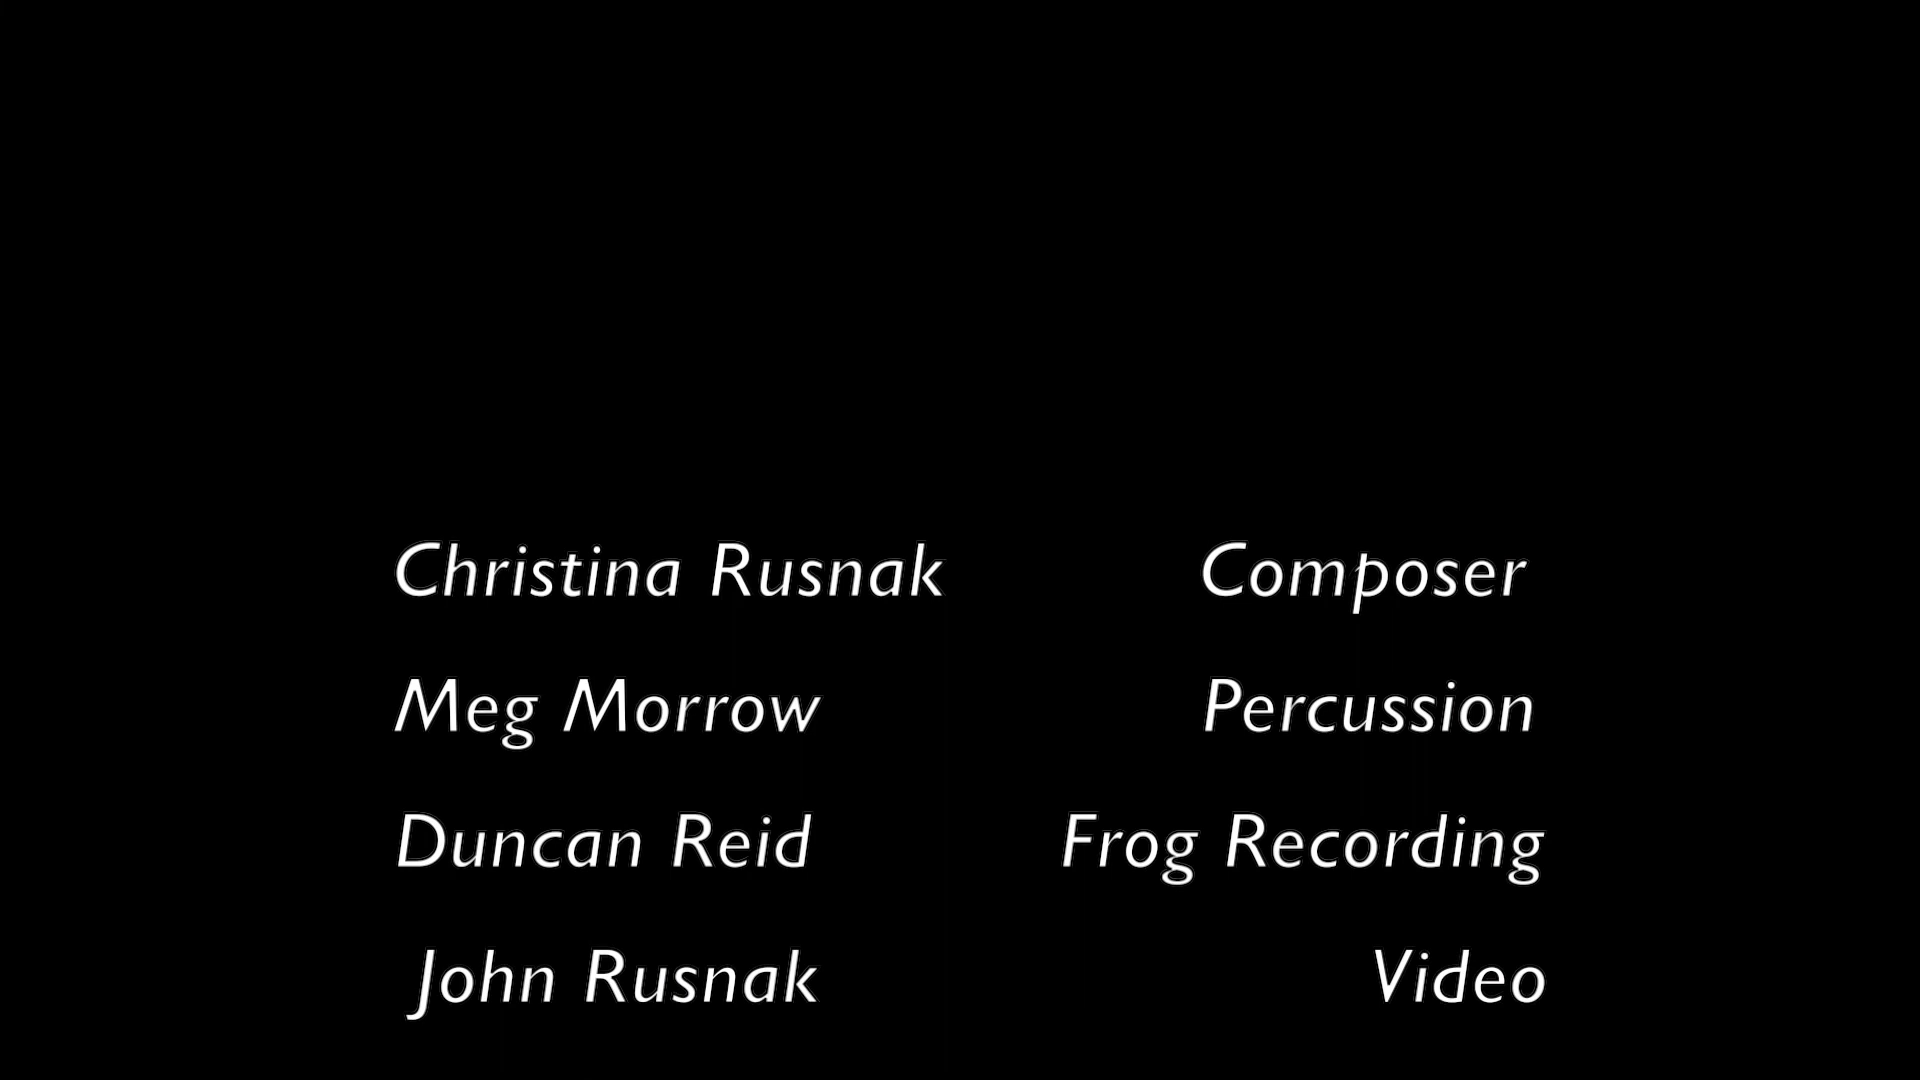 Christina Rusnak Composer
Meg Morrow Percussion
Duncan Reid Frog Recording
John Rusnak Video